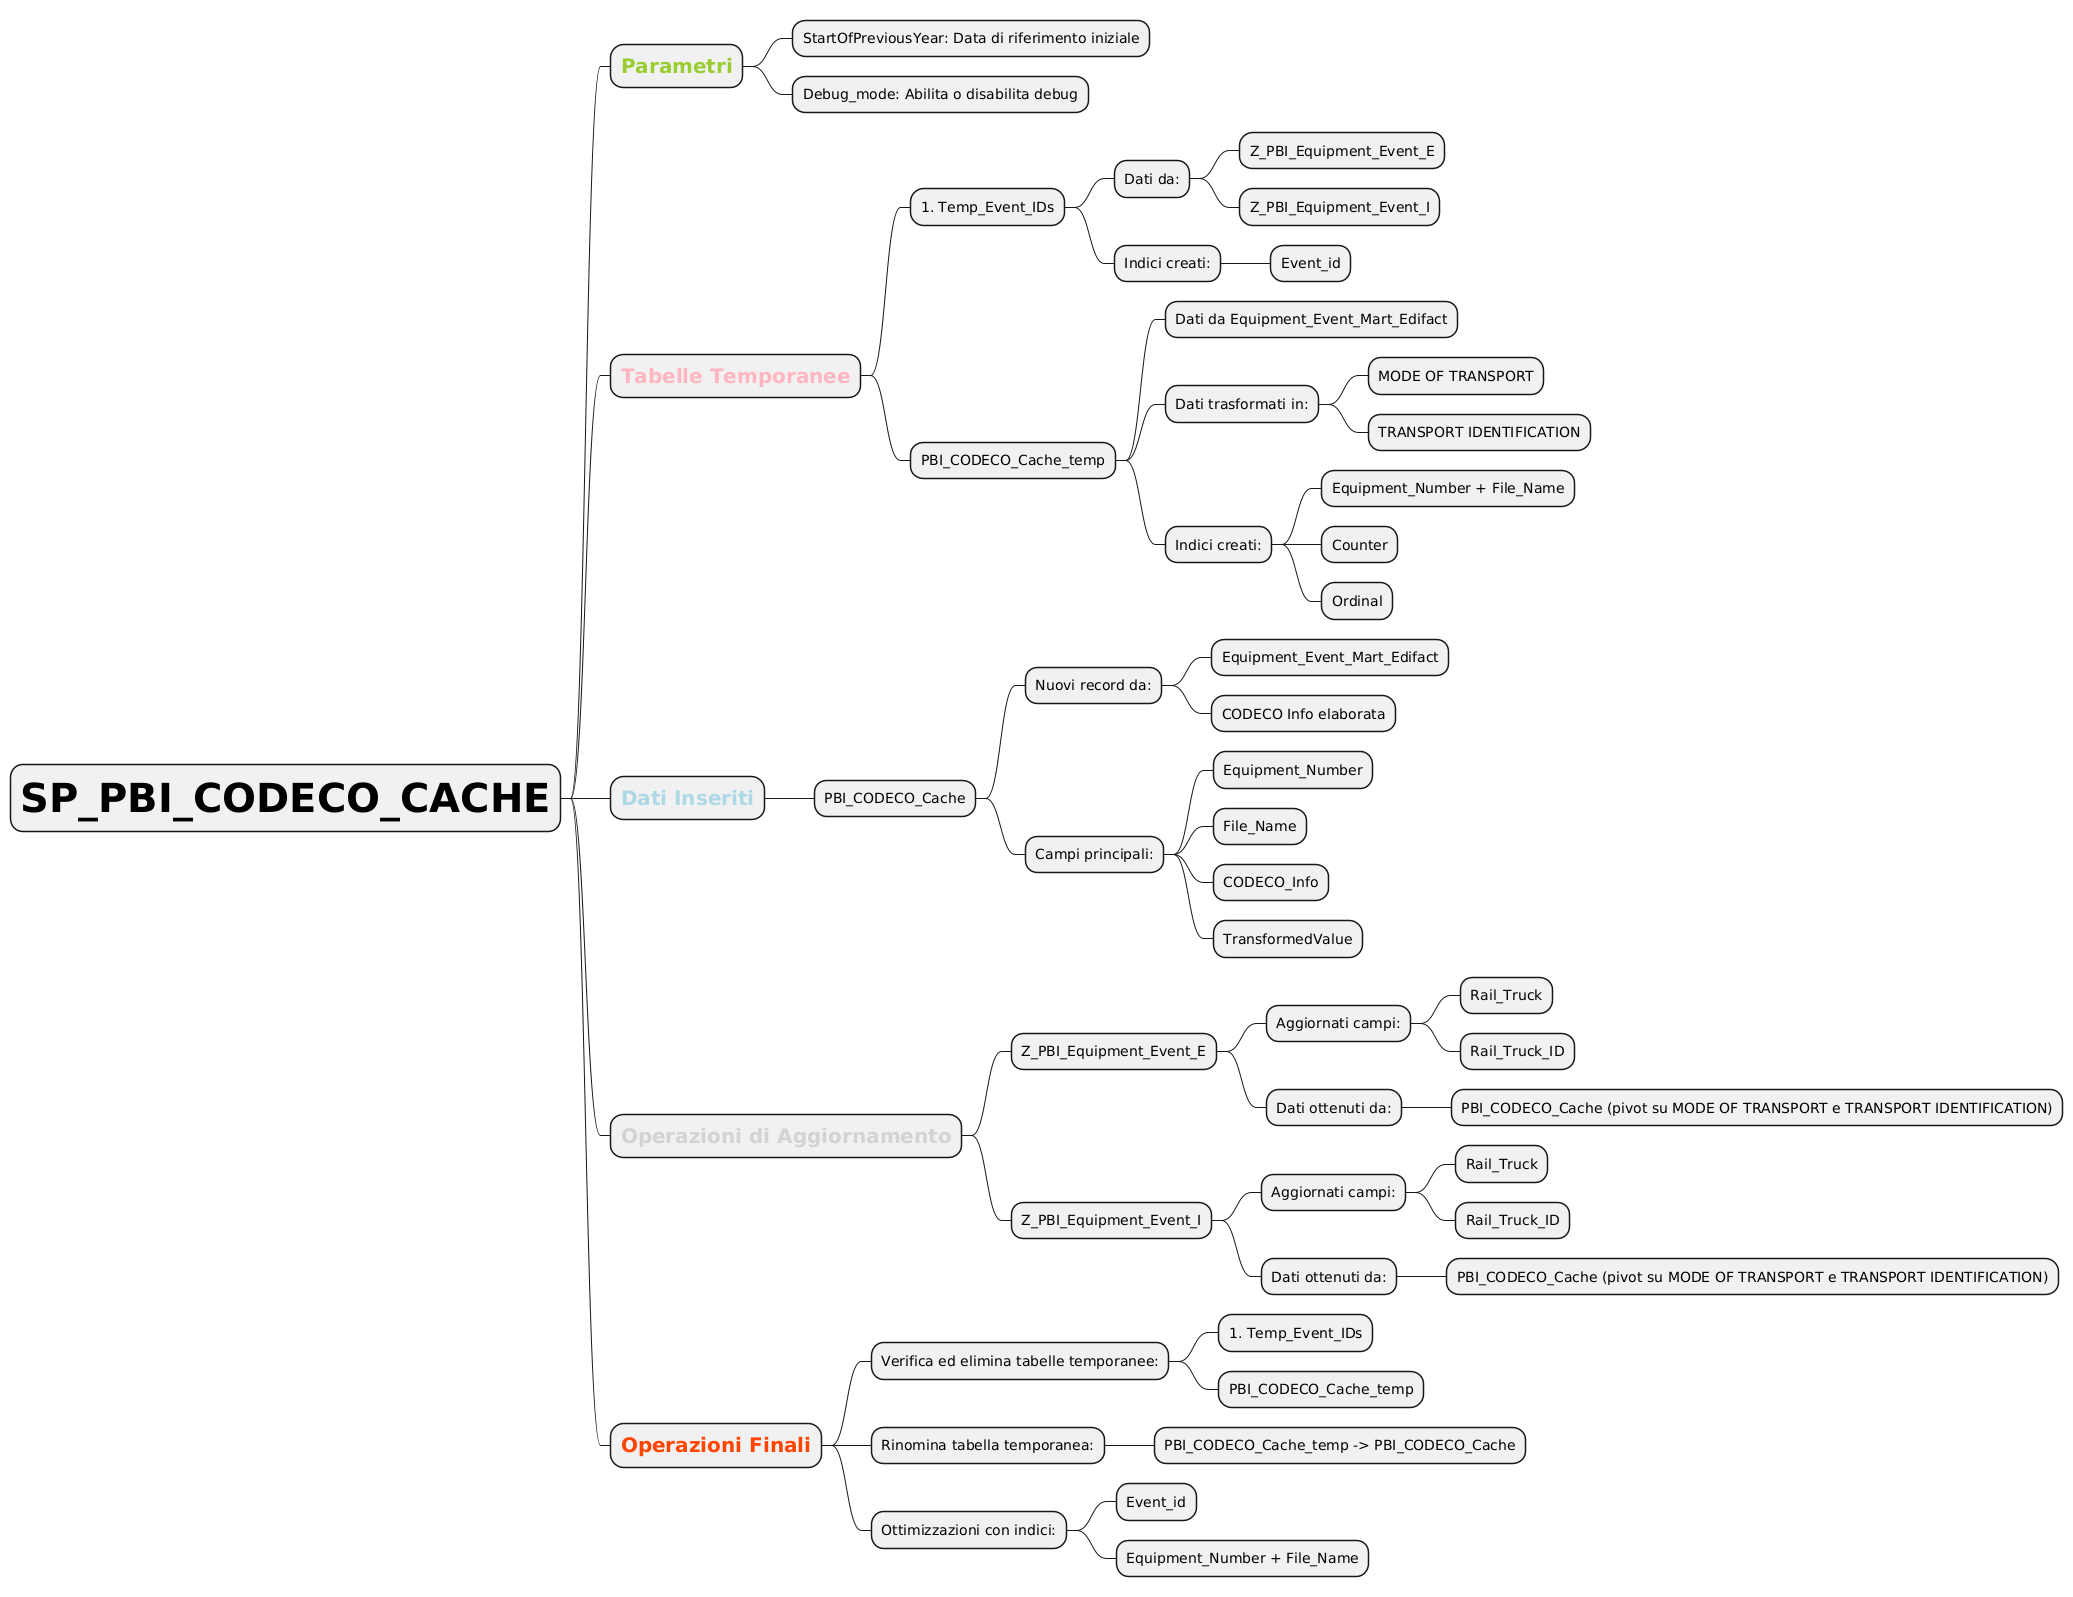 SP_PBI_CODECO_CACHE
Parametri
StartOfPreviousYear: Data di riferimento iniziale
Debug_mode: Abilita o disabilita debug
Tabelle Temporanee
1. Temp_Event_IDs
Dati da:
Z_PBI_Equipment_Event_E
Z_PBI_Equipment_Event_I
Indici creati:
Event_id
PBI_CODECO_Cache_temp
Dati da Equipment_Event_Mart_Edifact
Dati trasformati in:
MODE OF TRANSPORT
TRANSPORT IDENTIFICATION
Indici creati:
Equipment_Number + File_Name
Counter
Ordinal
Dati Inseriti
PBI_CODECO_Cache
Nuovi record da:
Equipment_Event_Mart_Edifact
CODECO Info elaborata
Campi principali:
Equipment_Number
File_Name
CODECO_Info
TransformedValue
Operazioni di Aggiornamento
Z_PBI_Equipment_Event_E
Aggiornati campi:
Rail_Truck
Rail_Truck_ID
Dati ottenuti da:
PBI_CODECO_Cache (pivot su MODE OF TRANSPORT e TRANSPORT IDENTIFICATION)
Z_PBI_Equipment_Event_I
Aggiornati campi:
Rail_Truck
Rail_Truck_ID
Dati ottenuti da:
PBI_CODECO_Cache (pivot su MODE OF TRANSPORT e TRANSPORT IDENTIFICATION)
Operazioni Finali
Verifica ed elimina tabelle temporanee:
1. Temp_Event_IDs
PBI_CODECO_Cache_temp
Rinomina tabella temporanea:
PBI_CODECO_Cache_temp -> PBI_CODECO_Cache
Ottimizzazioni con indici:
Event_id
Equipment_Number + File_Name